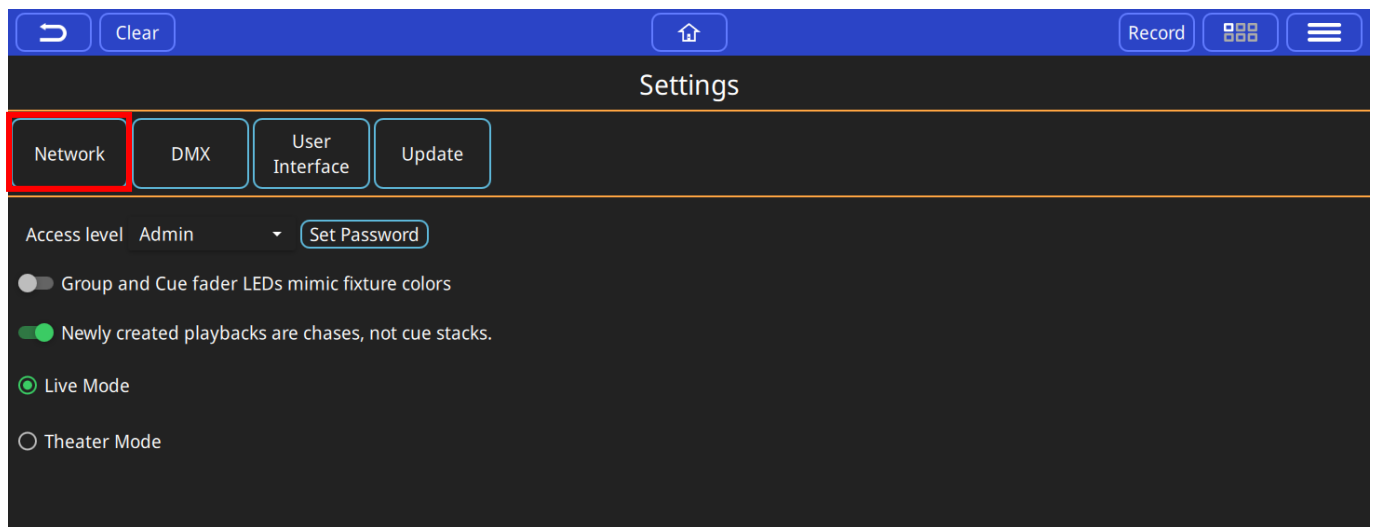 Clear
Record
Settings
Network
DMX
User
Interface
Update
Access level Admin Set Password
Group and Cue fader LEDs mimic fixture colors
Newly created playbacks are chases, not cue stacks.
Live Mode
Theater Mode